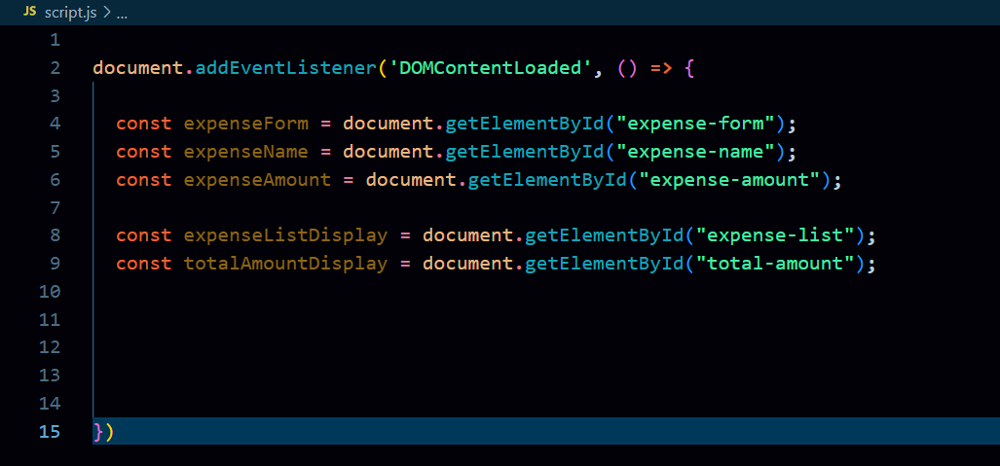 JS script.js > ...
1
2 document.addEventListener('DOMContentLoaded', () => {
3
4 const expenseForm = document.getElementById("expense-form");
5 const expenseName = document.getElementById("expense-name");
6 const expenseAmount = document.getElementById("expense-amount");
7
8 const expenseListDisplay = document.getElementById("expense-list");
9 const totalAmountDisplay = document.getElementById("total-amount");
10
11
12
13
14
15 })